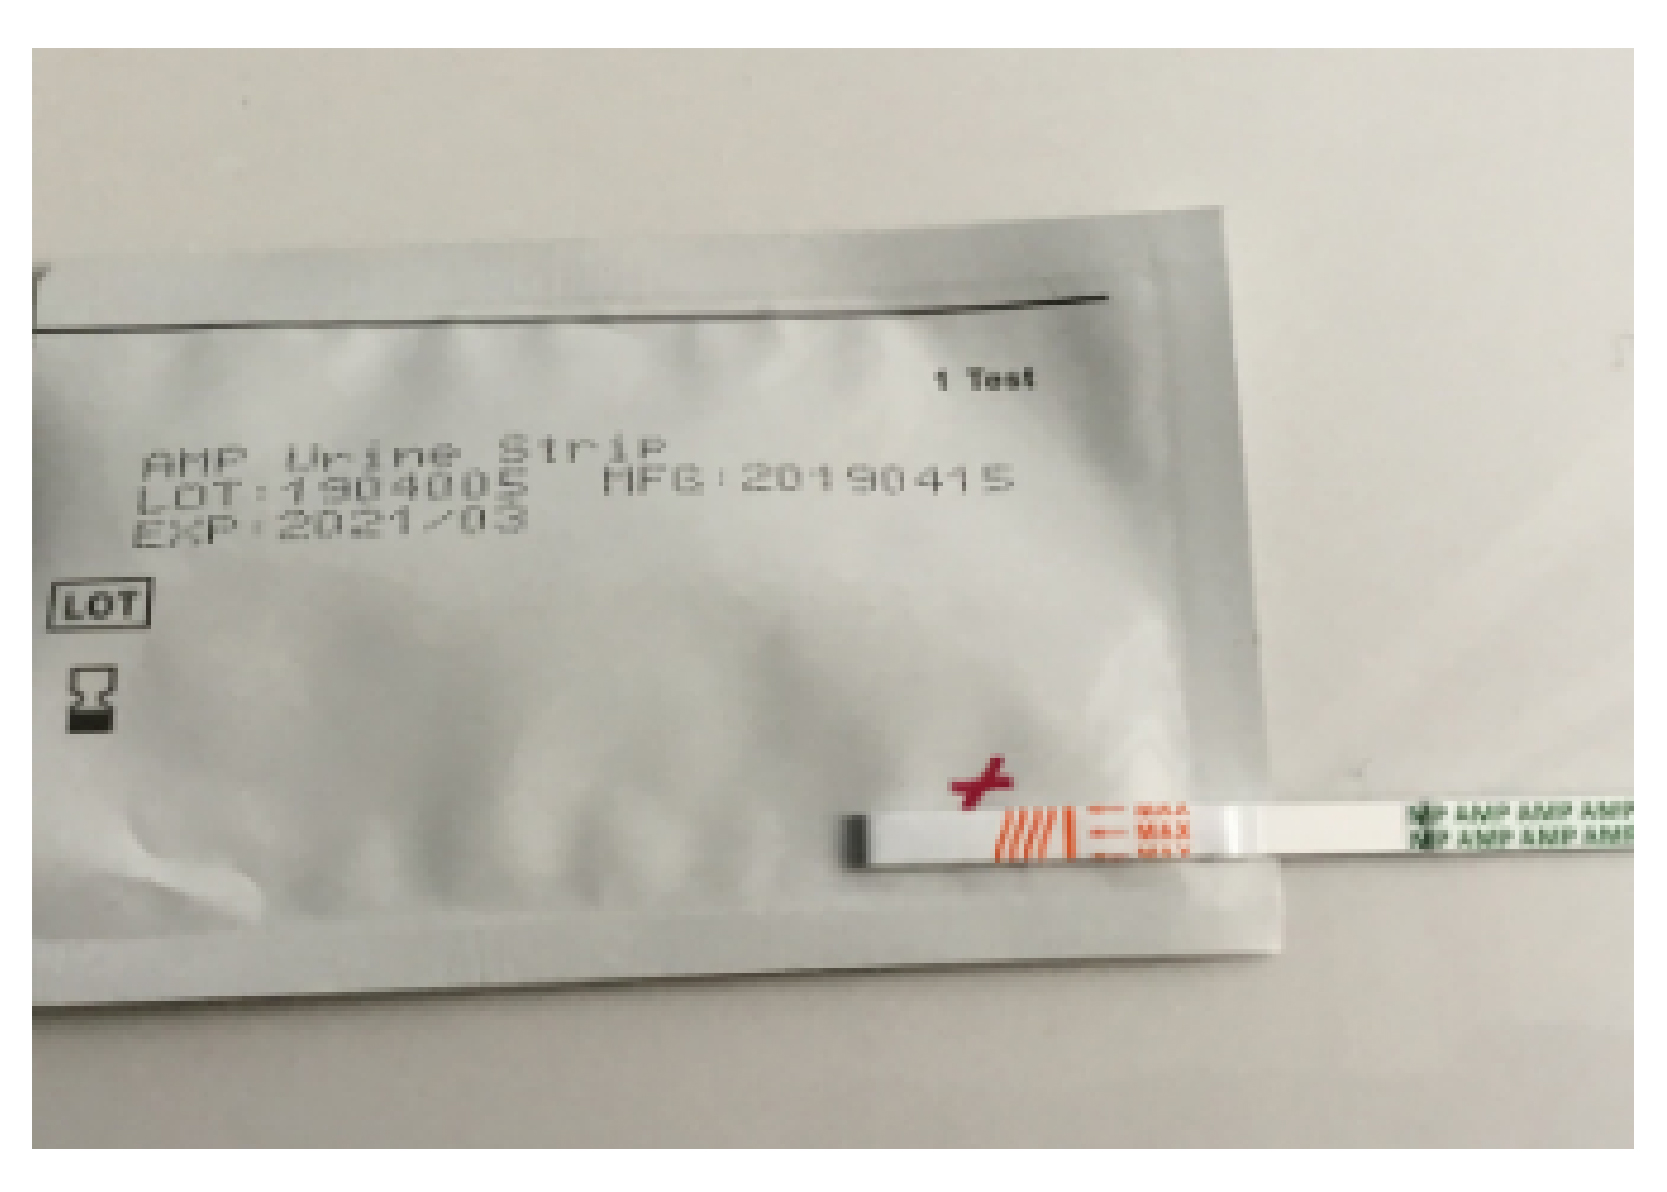 1 Test
AMP Urine Strip
LOT:1904005 MFG:20190415
EXP:2021/03
LOT
MAX
MAX
MAX
AMP AMP AMP
AMP AMP AMP